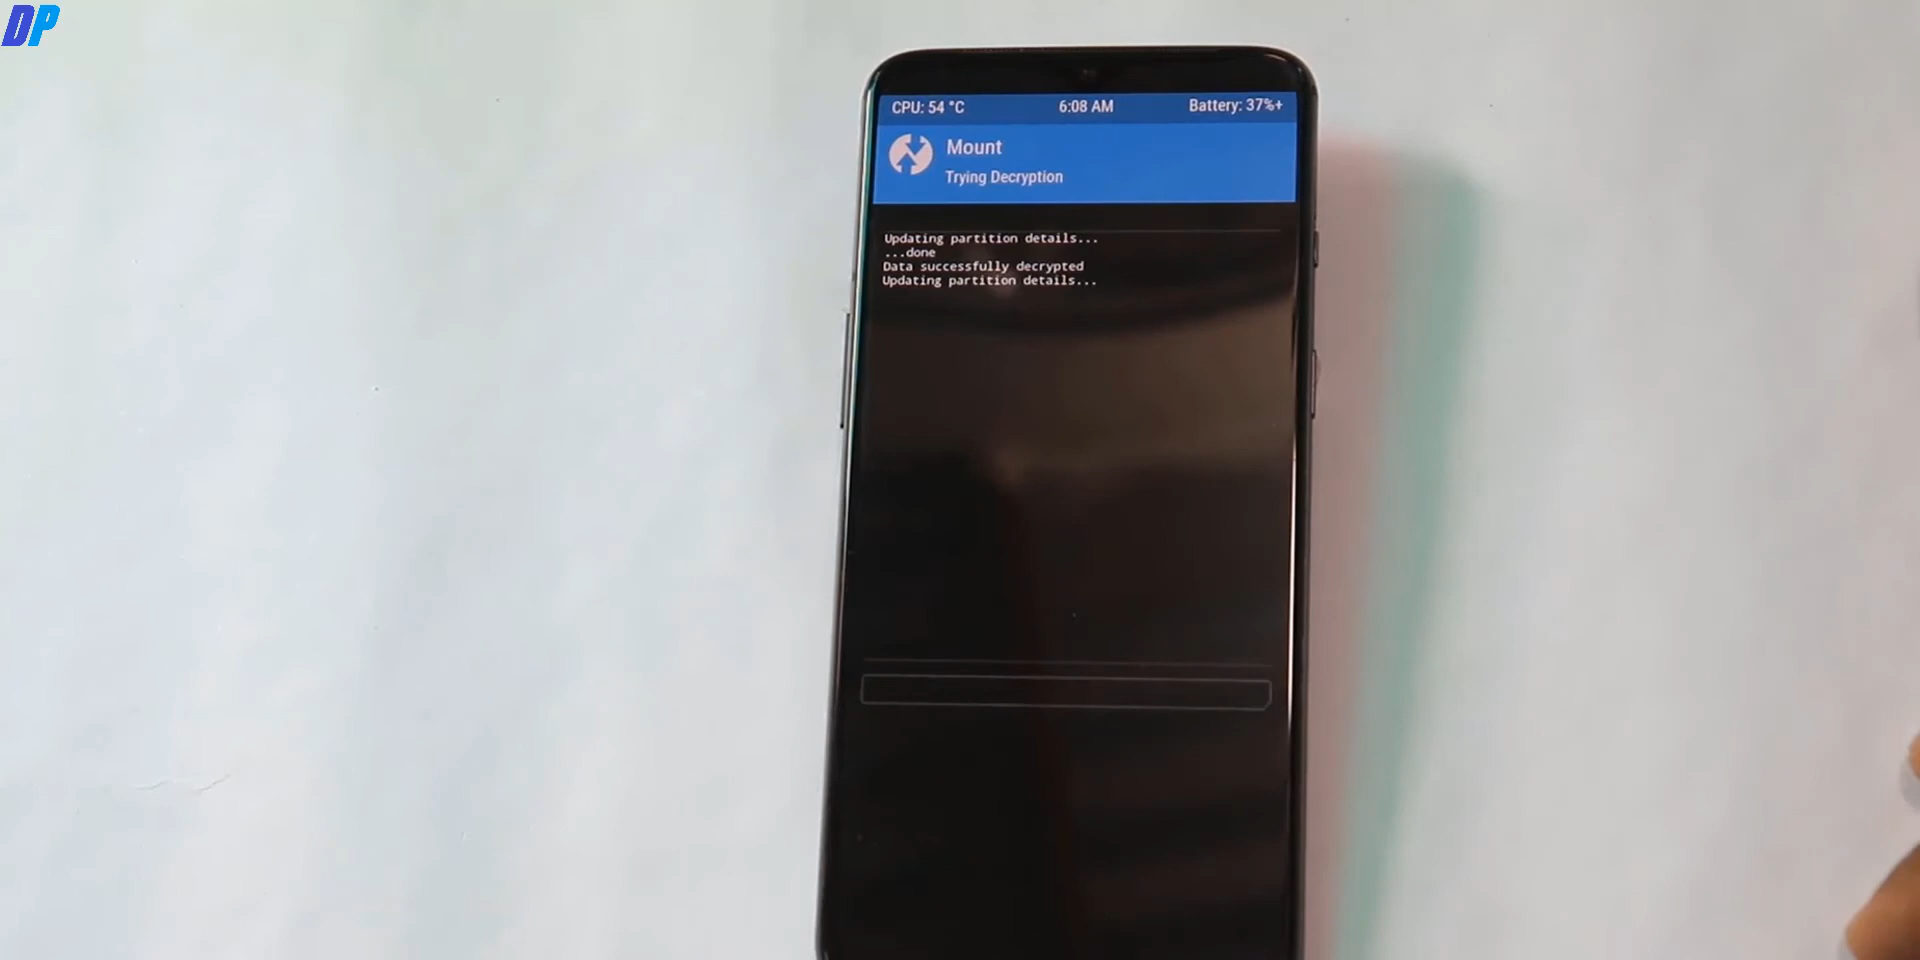 DP
CPU: 54 °C 6:08 AM Battery: 37%+
Mount
Trying Decryption
Updating partition details...
...done
Data successfully decrypted
Updating partition details...